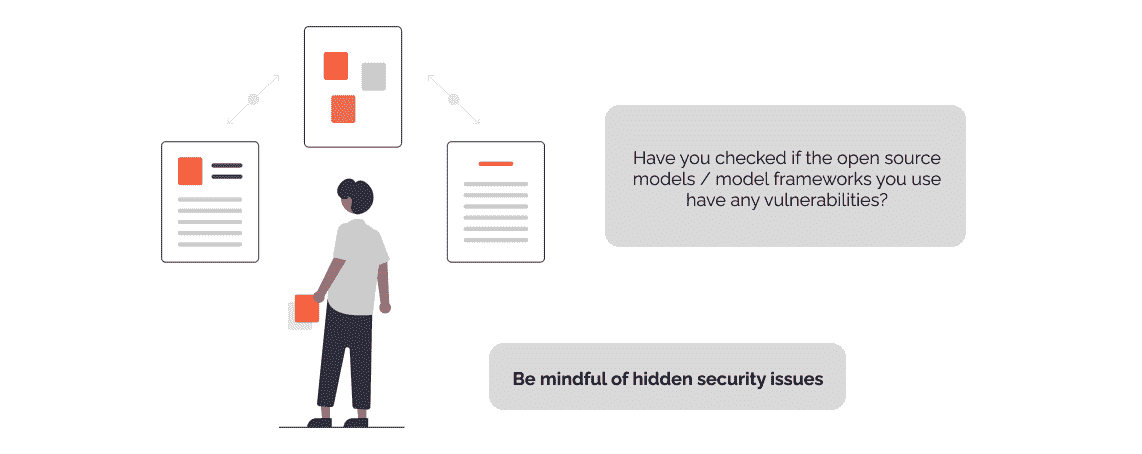 Have you checked if the open source
models / model frameworks you use
have any vulnerabilities?
Be mindful of hidden security issues